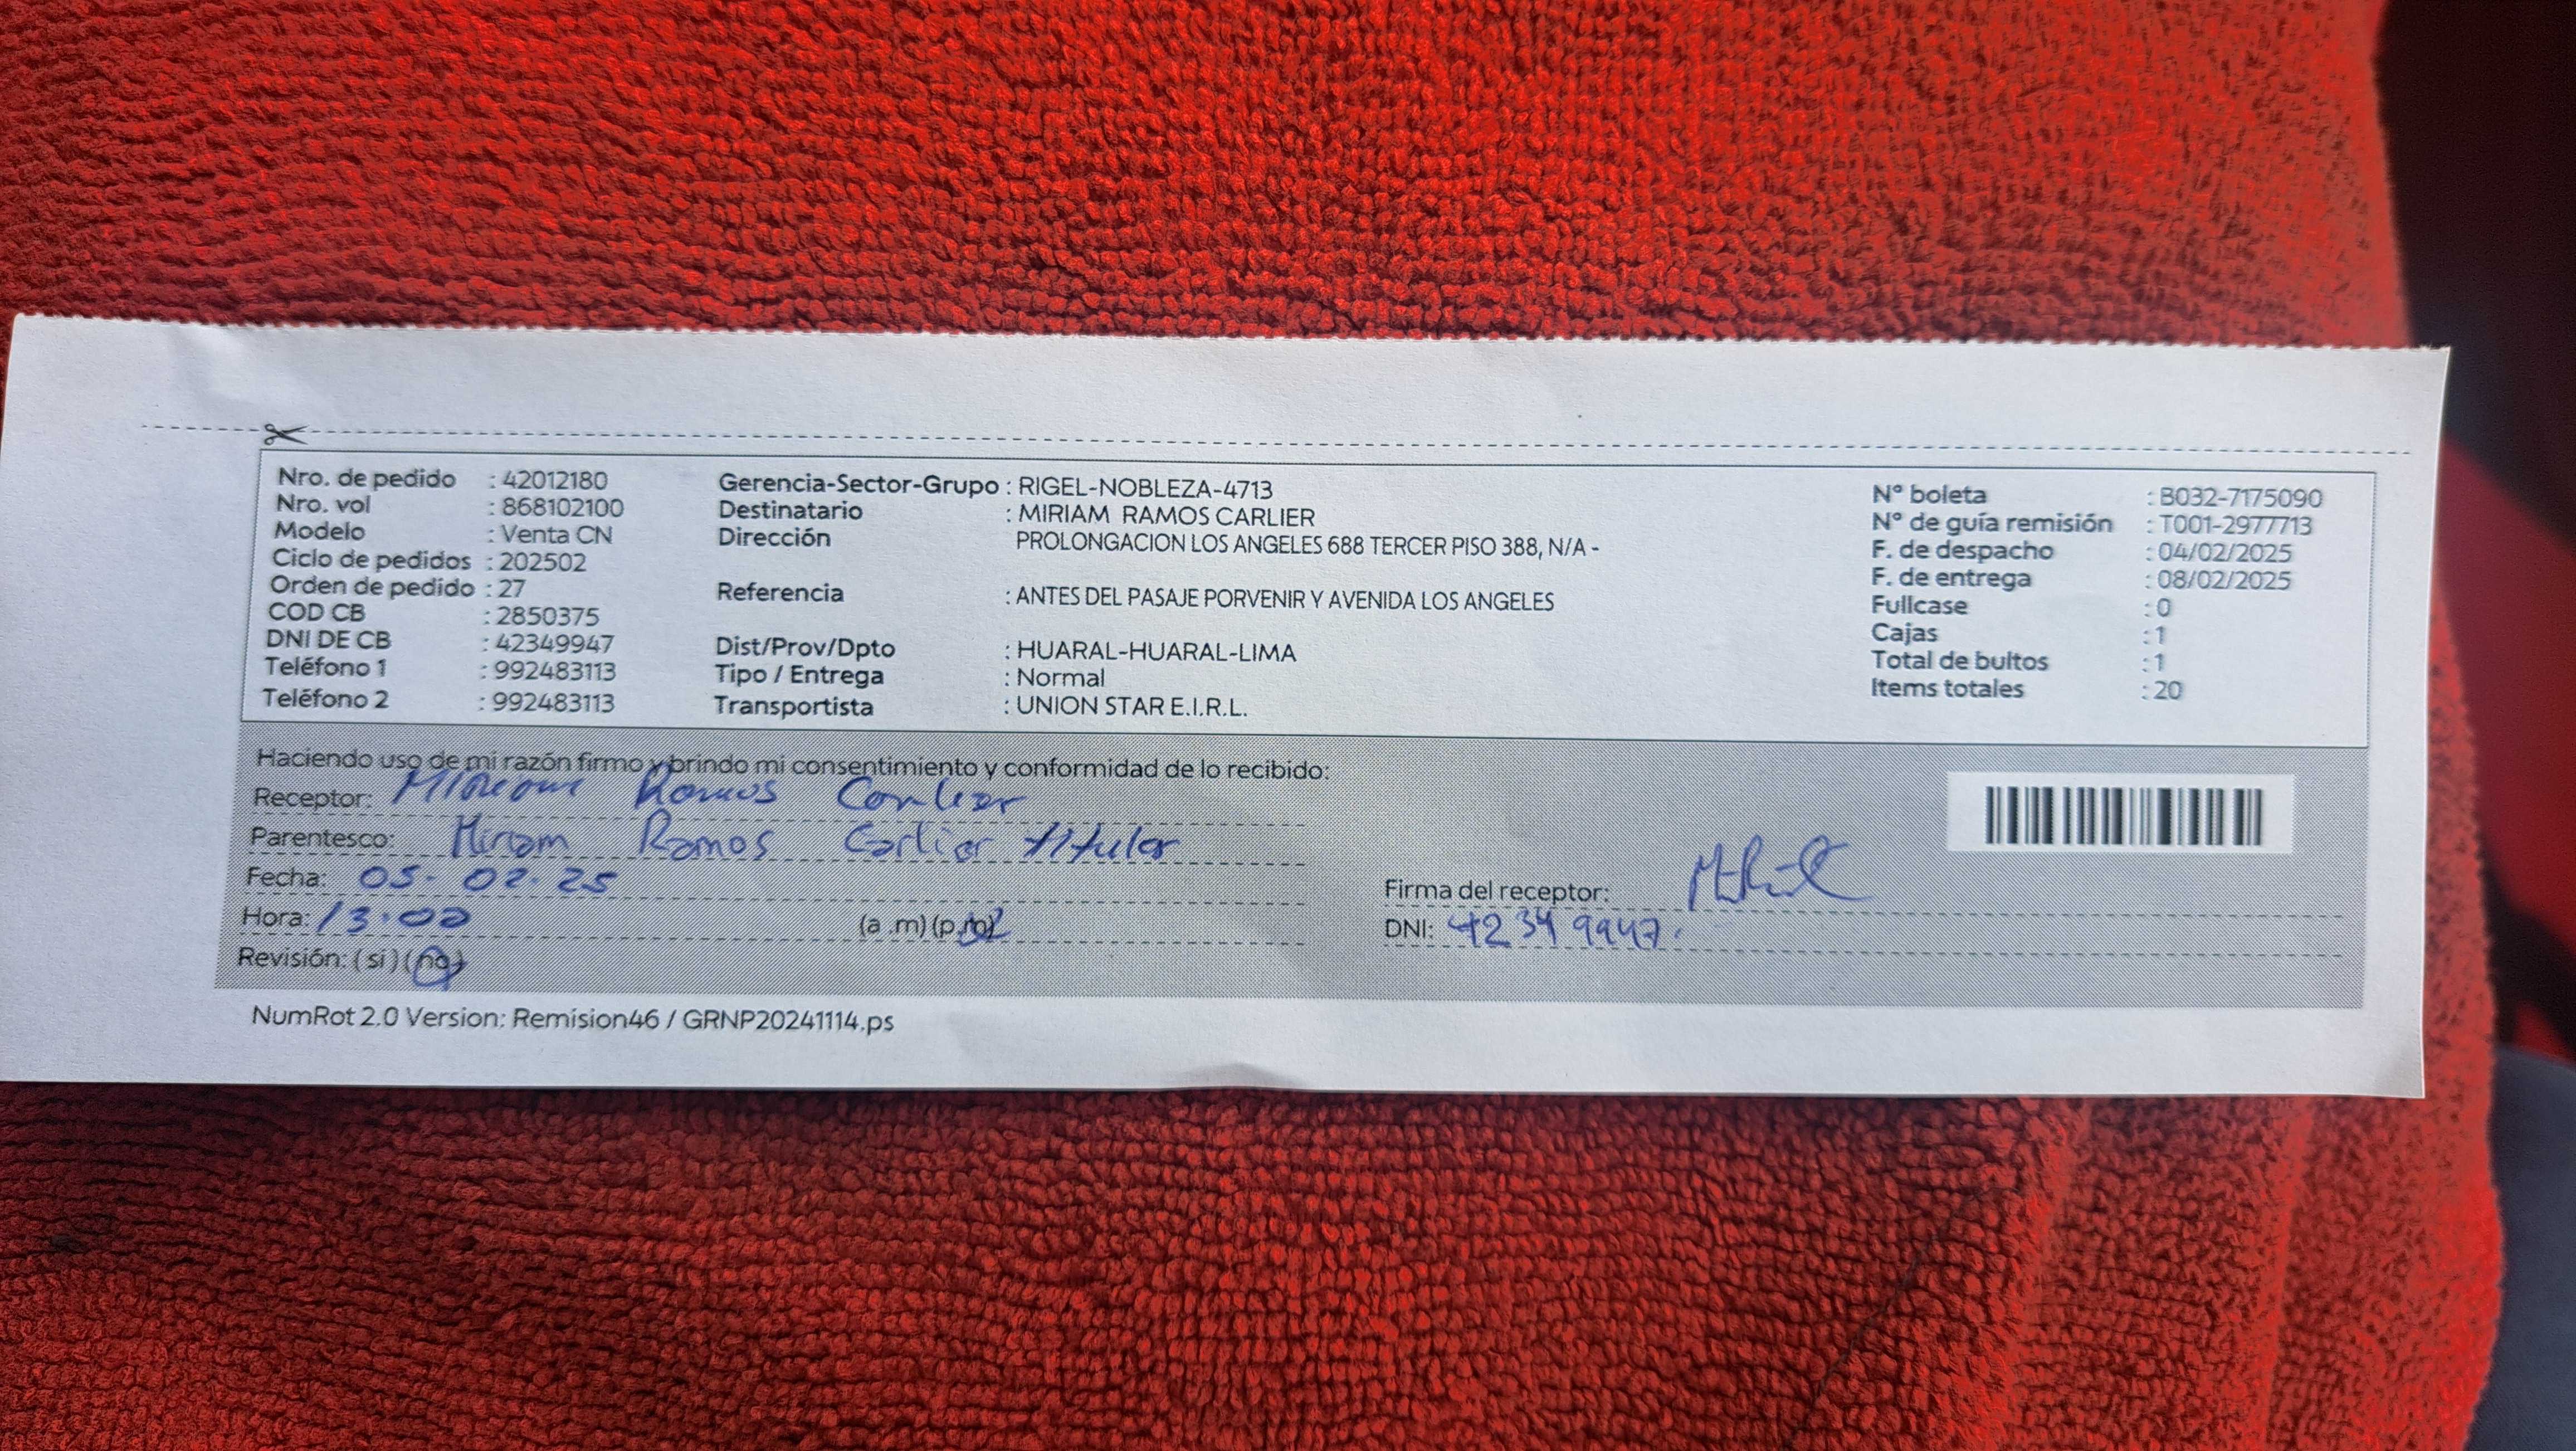 Nro. de pedido : 42012180
Nro. vol : 868102100
Modelo : Venta CN
Ciclo de pedidos : 202502
Orden de pedido : 27
COD CB : 2850375
DNI DE CB : 42349947
Teléfono 1 : 992483113
Teléfono 2 : 992483113
Gerencia-Sector-Grupo : RIGEL-NOBLEZA-4713
Destinatario : MIRIAM RAMOS CARLIER
Dirección PROLONGACION LOS ANGELES 688 TERCER PISO 388, N/A -
Referencia : ANTES DEL PASAJE PORVENIR Y AVENIDA LOS ANGELES
Dist/Prov/Dpto : HUARAL-HUARAL-LIMA
Tipo / Entrega : Normal
Transportista : UNION STAR E.I.R.L.
N° boleta : B032-7175090
N° de guía remisión : T001-2977713
F. de despacho : 04/02/2025
F. de entrega : 08/02/2025
Fullcase : 0
Cajas : 1
Total de bultos : 1
Items totales : 20
Haciendo uso de mi razón firmo y brindo mi consentimiento y conformidad de lo recibido:
Receptor: Ramos
Parentesco: Miriam Ramos Carlier titular
Fecha: 05-02-25
Hora: 13:00 (a .m) (p.m)
Revisión: (si) (no)
Firma del receptor:
DNI: 42349947.
NumRot 2.0 Version: Remision46 / GRNP20241114.ps